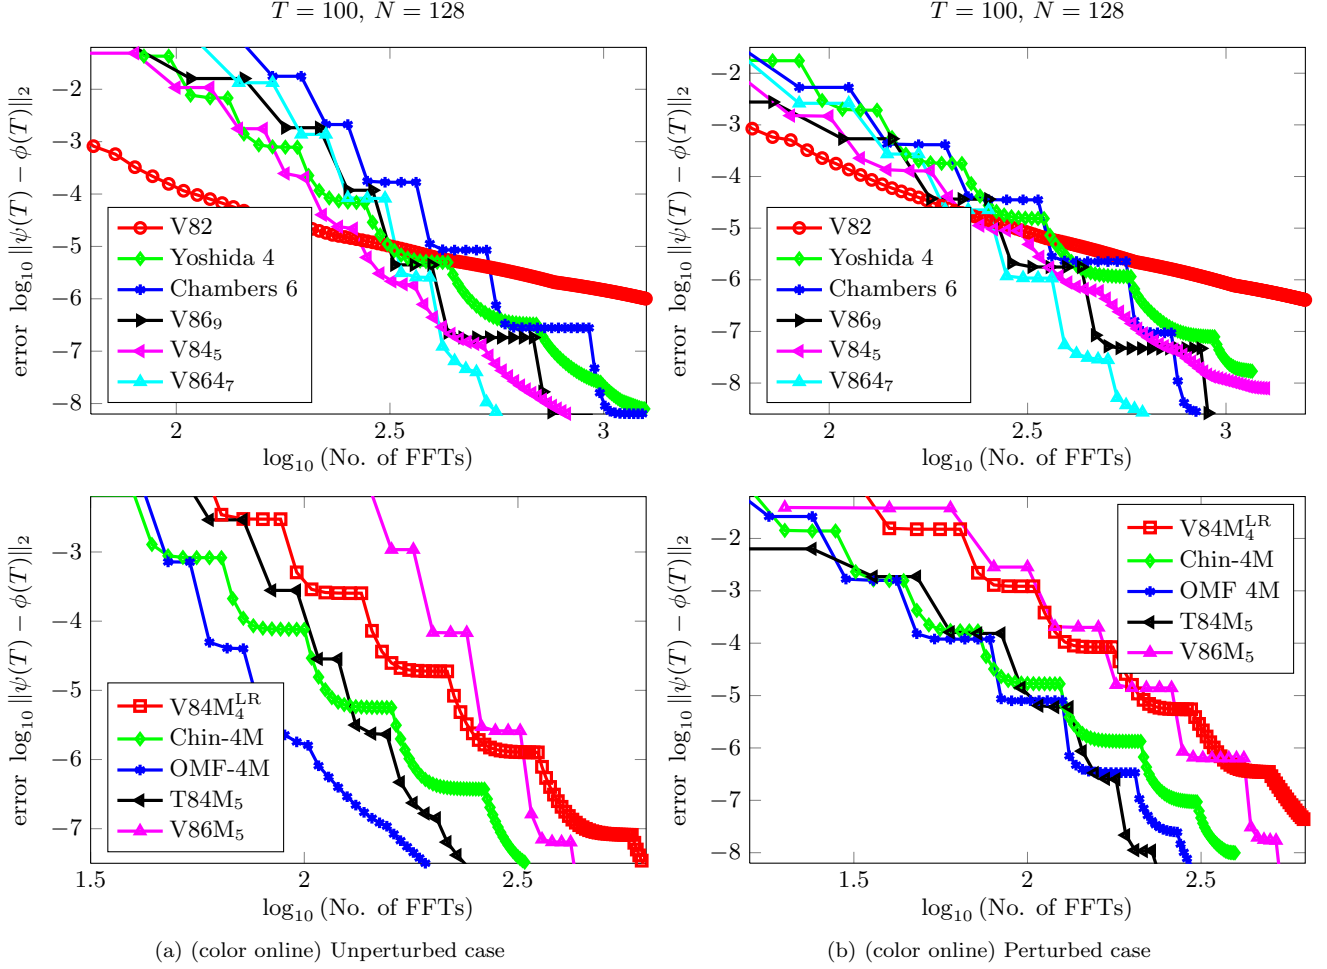 T = 100, N = 128
T = 100, N = 128
error log₁₀ ||ψ(T) − ϕ(T)||₂
−2
−3
−4
−5
−6
−7
−8
V82
Yoshida 4
Chambers 6
V86₉
V84₅
V864₇
2
2.5
3
log₁₀ (No. of FFTs)
error log₁₀ ||ψ(T) − ϕ(T)||₂
−2
−3
−4
−5
−6
−7
−8
V82
Yoshida 4
Chambers 6
V86₉
V84₅
V864₇
2
2.5
3
log₁₀ (No. of FFTs)
error log₁₀ ||ψ(T) − ϕ(T)||₂
−3
−4
−5
−6
−7
V84M₄ᴸᴿ
Chin-4M
OMF-4M
T84M₅
V86M₅
1.5
2
2.5
log₁₀ (No. of FFTs)
error log₁₀ ||ψ(T) − ϕ(T)||₂
−2
−3
−4
−5
−6
−7
−8
V84M₄ᴸᴿ
Chin-4M
OMF 4M
T84M₅
V86M₅
1.5
2
2.5
log₁₀ (No. of FFTs)
(a) (color online) Unperturbed case
(b) (color online) Perturbed case